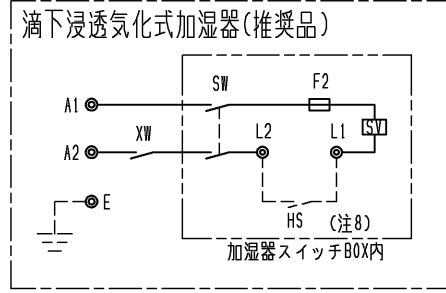 滴下浸透気化式加湿器(推奨品)
SW
F2
A1
SV
XW
L2
L1
A2
E
HS
(注8)
加湿器スイッチBOX内